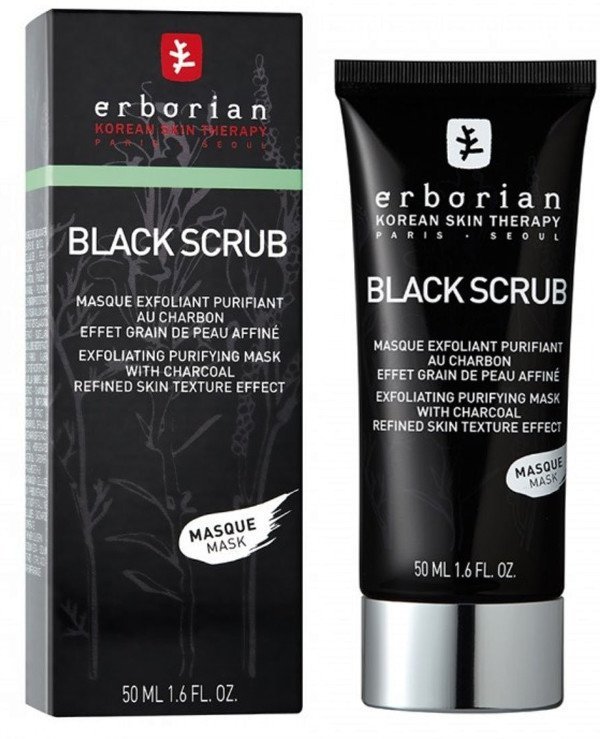 erborian
KOREAN SKIN THERAPY
PARIS - SEOUL
BLACK SCRUB
MASQUE EXFOLIANT PURIFIANT
AU CHARBON
EFFET GRAIN DE PEAU AFFINÉ
EXFOLIATING PURIFYING MASK
WITH CHARCOAL
REFINED SKIN TEXTURE EFFECT
MASQUE
MASK
50 ML 1.6 FL. OZ.
erborian
KOREAN SKIN THERAPY
PARIS - SEOUL
BLACK SCRUB
MASQUE EXFOLIANT PURIFIANT
AU CHARBON
EFFET GRAIN DE PEAU AFFINÉ
EXFOLIATING PURIFYING MASK
WITH CHARCOAL
REFINED SKIN TEXTURE EFFECT
MASQUE
MASK
50 ML 1.6 FL. OZ.